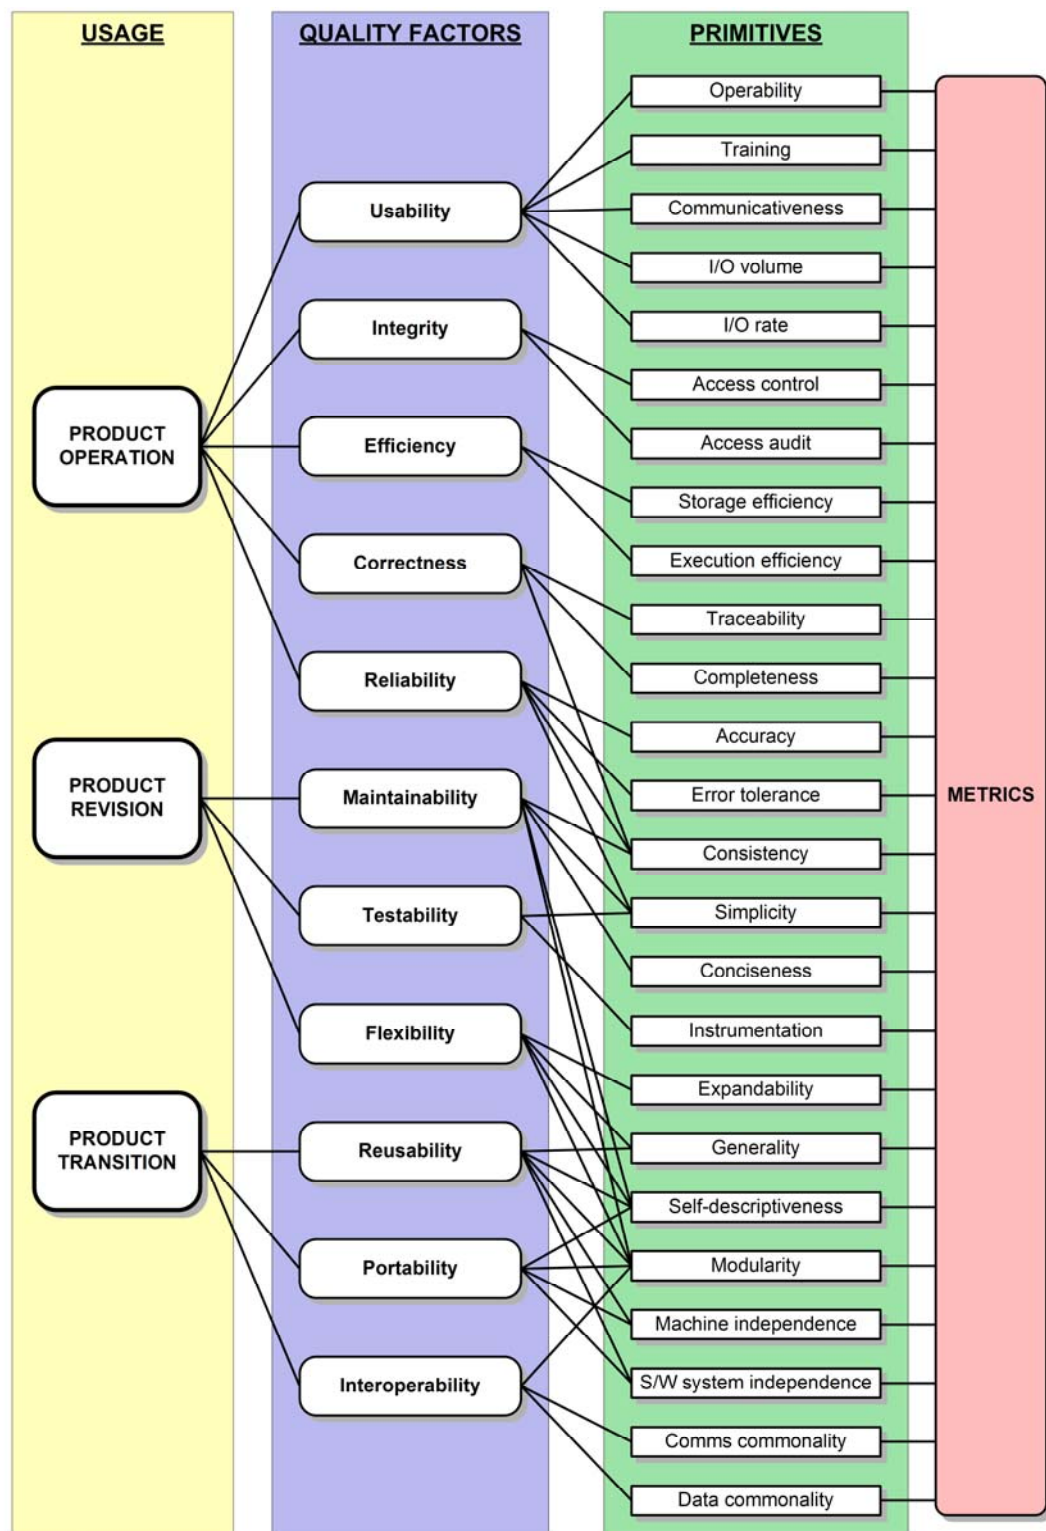 USAGE
QUALITY FACTORS
PRIMITIVES
PRODUCT
OPERATION
PRODUCT
REVISION
PRODUCT
TRANSITION
Usability
Integrity
Efficiency
Correctness
Reliability
Maintainability
Testability
Flexibility
Reusability
Portability
Interoperability
Operability
Training
Communicativeness
I/O volume
I/O rate
Access control
Access audit
Storage efficiency
Execution efficiency
Traceability
Completeness
Accuracy
Error tolerance
Consistency
Simplicity
Conciseness
Instrumentation
Expandability
Generality
Self-descriptiveness
Modularity
Machine independence
S/W system independence
Comms commonality
Data commonality
METRICS